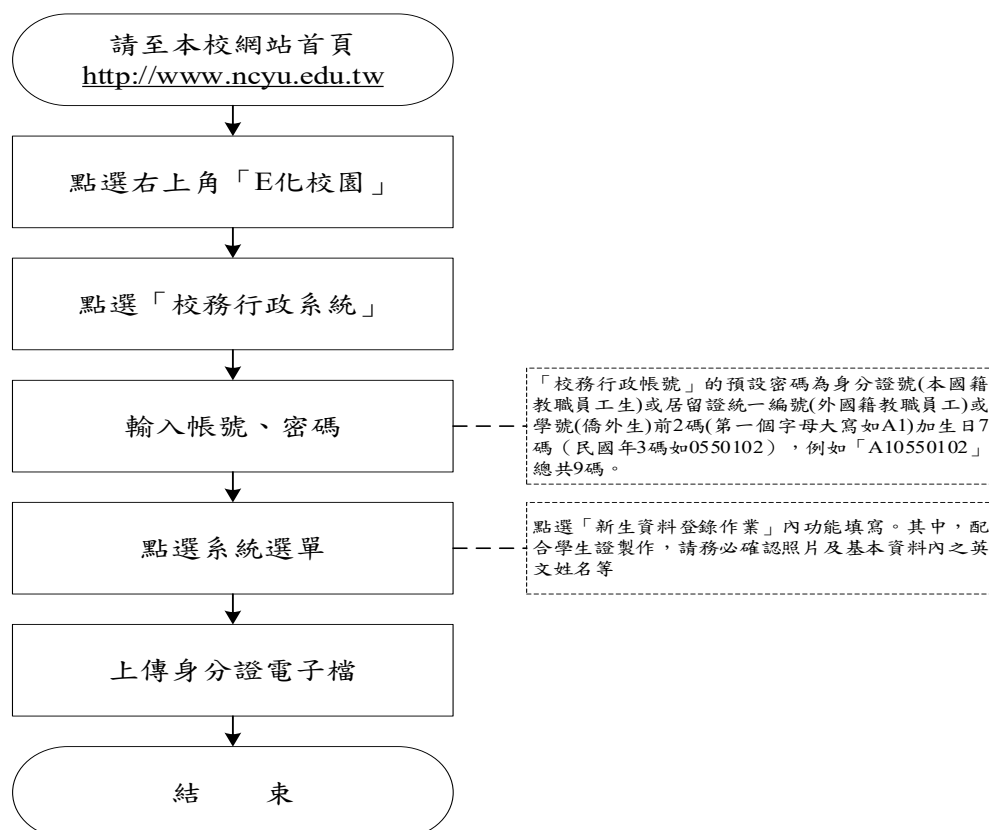 請至本校網站首頁
http://www.ncyu.edu.tw
點選右上角「E化校園」
點選「校務行政系統」
輸入帳號、密碼
「校務行政帳號」的預設密碼為身分證號(本國籍
教職員工生)或居留證統一編號(外國籍教職員工)或
學號(僑外生)前2碼(第一個字母大寫如A1)加生日7
碼（民國年3碼如0550102），例如「A10550102」
總共9碼。
點選系統選單
點選「新生資料登錄作業」內功能填寫。其中，配
合學生證製作，請務必確認照片及基本資料內之英
文姓名等
上傳身分證電子檔
結　　束